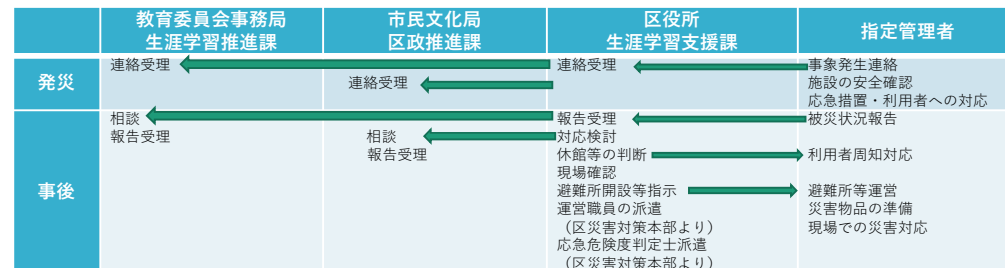 教育委員会事務局
生涯学習推進課
市民文化局
区政推進課
区役所
生涯学習支援課
指定管理者
発災
連絡受理
連絡受理
連絡受理
事象発生連絡
施設の安全確認
応急措置・利用者への対応
事後
相談
報告受理
相談
報告受理
報告受理
対応検討
休館等の判断
現場確認
避難所開設等指示
運営職員の派遣
（区災害対策本部より）
応急危険度判定士派遣
（区災害対策本部より）
被災状況報告
利用者周知対応
避難所等運営
災害物品の準備
現場での災害対応